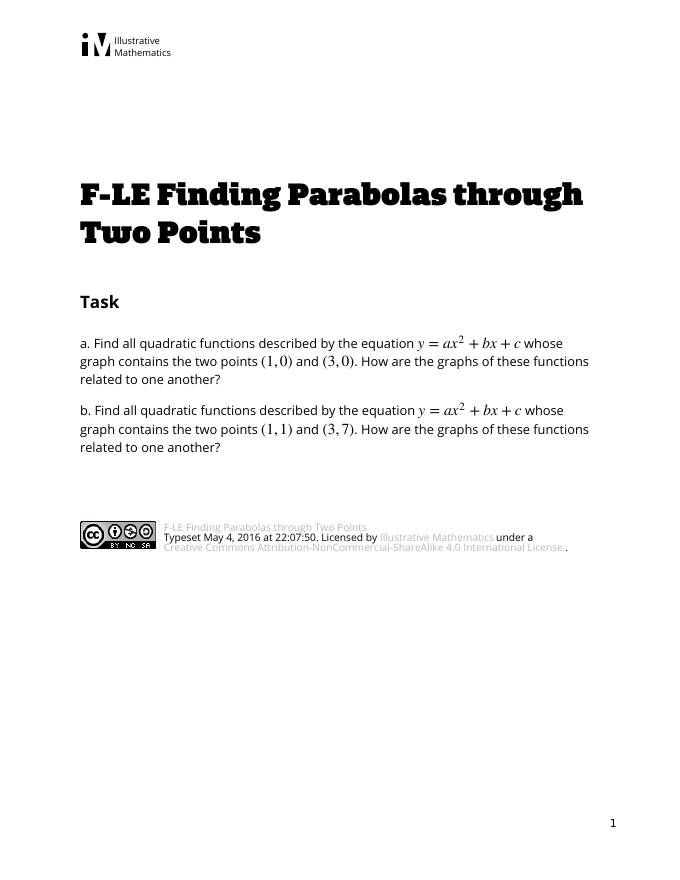 Illustrative
Mathematics
F-LE Finding Parabolas through
Two Points
Task
a. Find all quadratic functions described by the equation y = ax² + bx + c whose
graph contains the two points (1, 0) and (3, 0). How are the graphs of these functions
related to one another?
b. Find all quadratic functions described by the equation y = ax² + bx + c whose
graph contains the two points (1, 1) and (3, 7). How are the graphs of these functions
related to one another?
cc
BY NC SA
F-LE Finding Parabolas through Two Points
Typeset May 4, 2016 at 22:07:50. Licensed by Illustrative Mathematics under a
Creative Commons Attribution-NonCommercial-ShareAlike 4.0 International License .
1